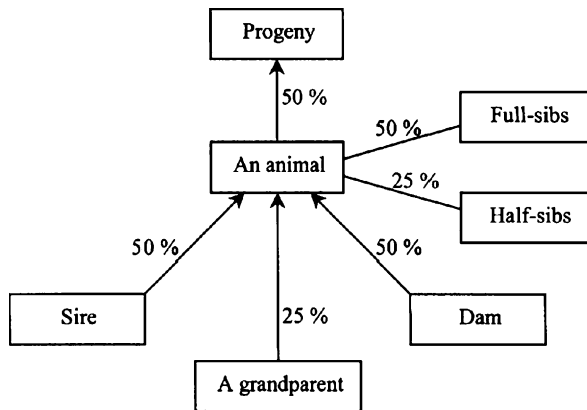 Progeny
50 %
Full-sibs
50 %
An animal
25 %
Half-sibs
50 %
50 %
Sire
25 %
Dam
A grandparent